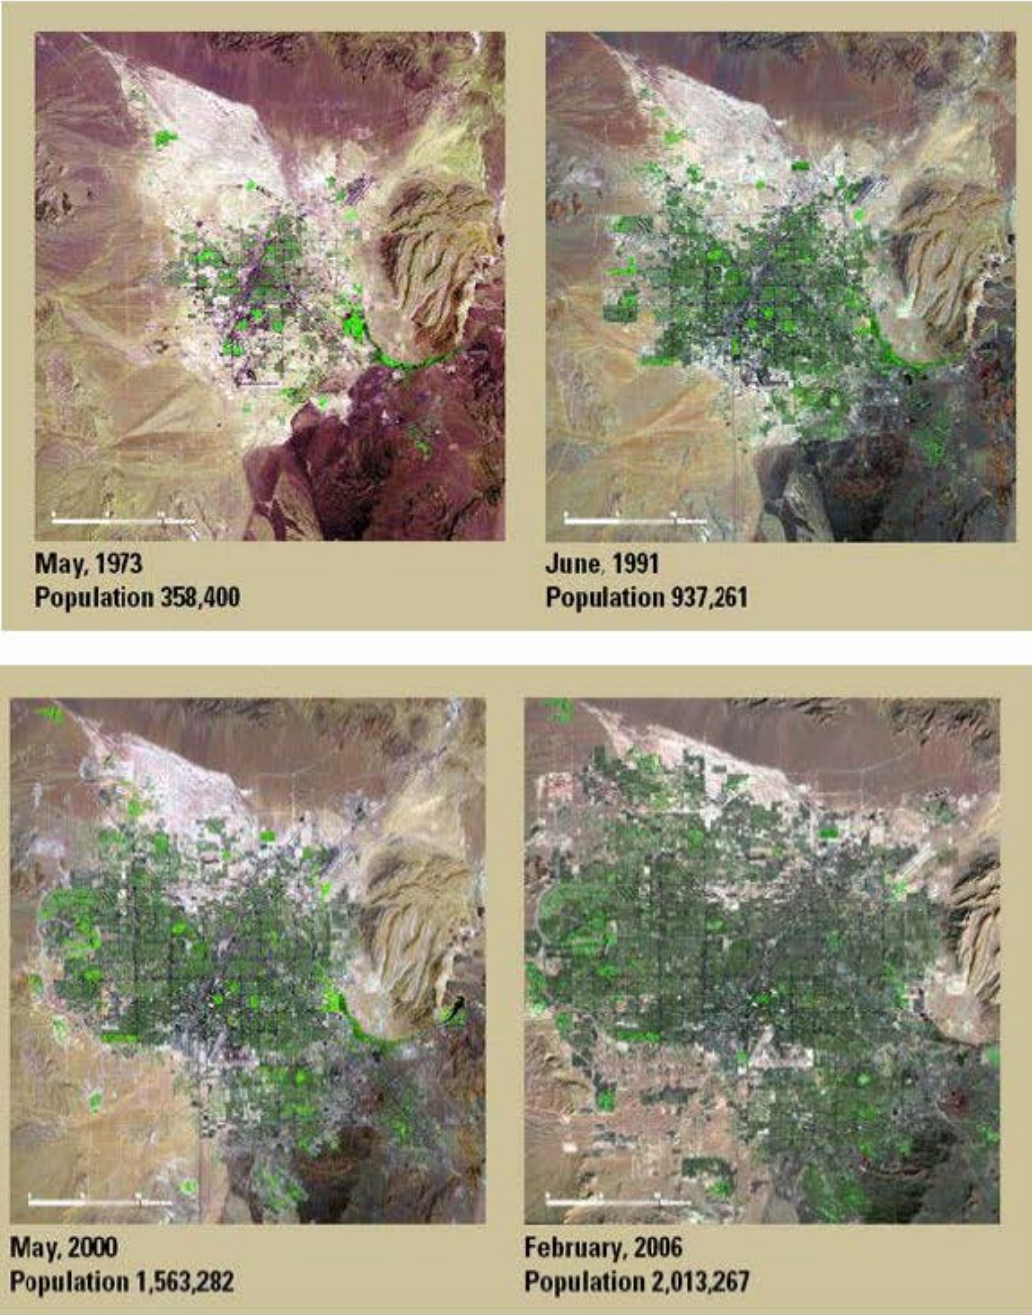 May, 1973
Population 358,400
June, 1991
Population 937,261
May, 2000
Population 1,563,282
February, 2006
Population 2,013,267